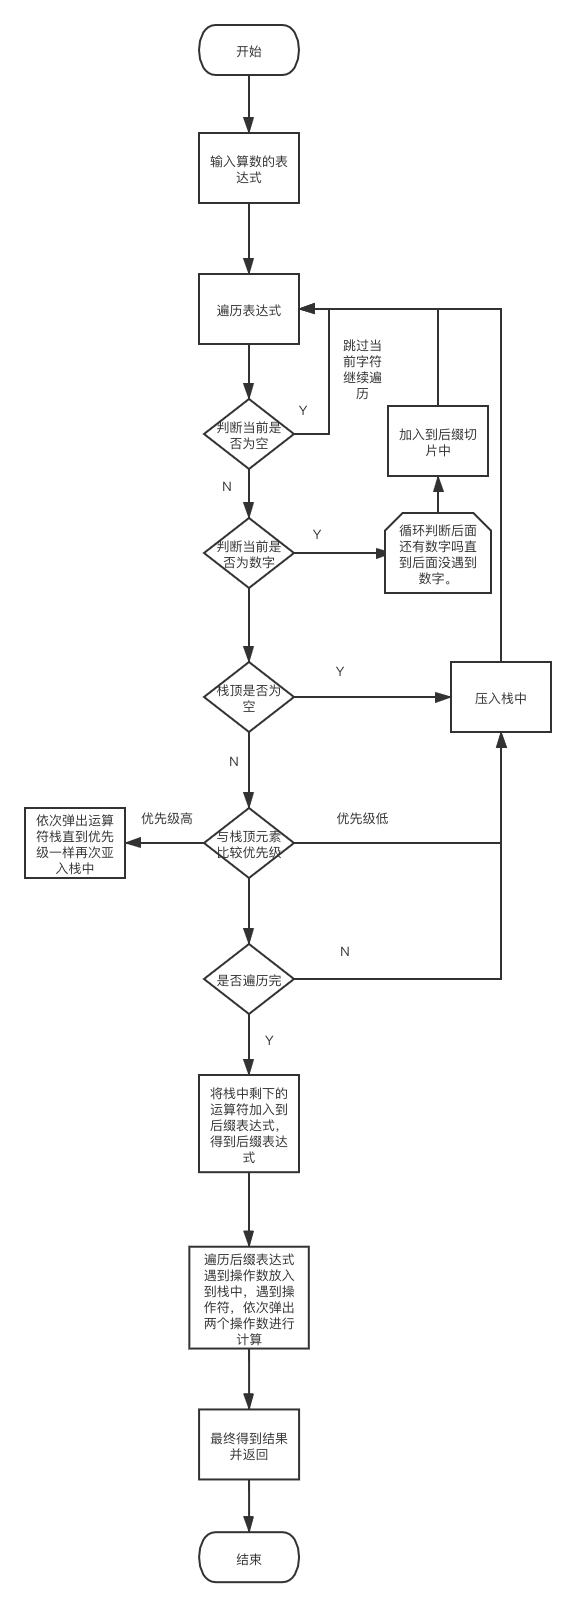 开始
输入算数的表
达式
遍历表达式
跳过当
前字符
继续遍
历
判断当前是
否为空
Y
加入到后缀切
片中
N
判断当前是
否为数字
Y
循环判断后面
还有数字吗直
到后面没遇到
数字。
栈顶是否为
空
Y
压入栈中
N
依次弹出运算
符栈直到优先
级一样再次亚
入栈中
优先级高
与栈顶元素
比较优先级
优先级低
是否遍历完
N
Y
将栈中剩下的
运算符加入到
后缀表达式，
得到后缀表达
式
遍历后缀表达式
遇到操作数放入
到栈中，遇到操
作符，依次弹出
两个操作数进行
计算
最终得到结果
并返回
结束